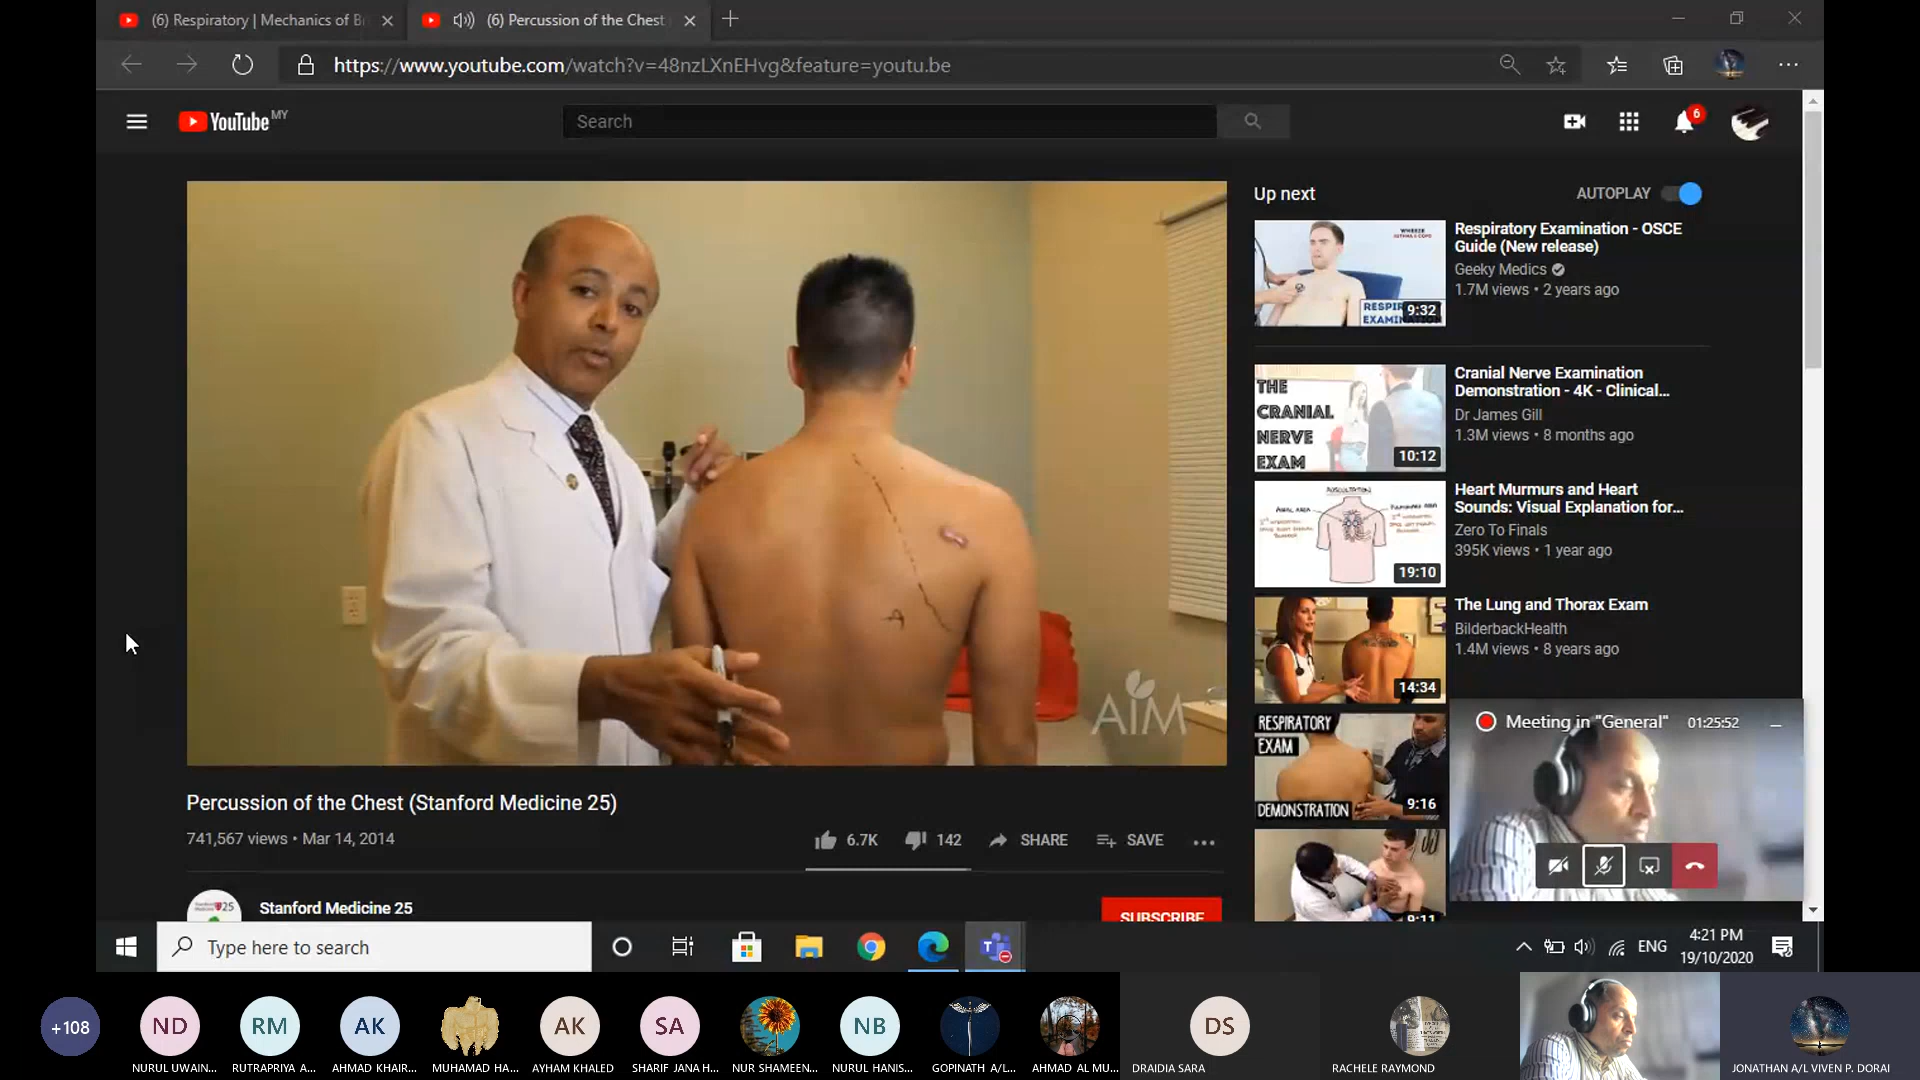 (6) Respiratory | Mechanics of Br
(6) Percussion of the Chest
https://www.youtube.com/watch?v=48nzLXnEHvg&feature=youtu.be
YouTube MY
Search
6
Up next
AUTOPLAY
WHEEZE
9:32
Respiratory Examination - OSCE
Guide (New release)
Geeky Medics
1.7M views • 2 years ago
THE
CRANIAL
NERVE
EXAM
10:12
Cranial Nerve Examination
Demonstration - 4K - Clinical...
Dr James Gill
1.3M views • 8 months ago
AUSCULTATION
19:10
Heart Murmurs and Heart
Sounds: Visual Explanation for...
Zero To Finals
395K views • 1 year ago
14:34
The Lung and Thorax Exam
BilderbackHealth
1.4M views • 8 years ago
RESPIRATORY
EXAM
DEMONSTRATION
9:16
9:11
AIM
Percussion of the Chest (Stanford Medicine 25)
741,567 views • Mar 14, 2014
6.7K
142
SHARE
SAVE
Stanford Medicine 25
SUBSCRIBE
Meeting in "General"
01:25:52
Type here to search
ENG
4:21 PM
19/10/2020
+108
ND
NURUL UWAIN...
RM
RUTRAPRIYA A...
AK
AHMAD KHAIR...
MUHAMAD HA...
AK
AYHAM KHALED
SA
SHARIF JANA H...
NUR SHAMEEN...
NB
NURUL HANIS...
GOPINATH A/L...
AHMAD AL MU...
DS
DRAIDIA SARA
RACHELE RAYMOND
JONATHAN A/L VIVEN P. DORAI